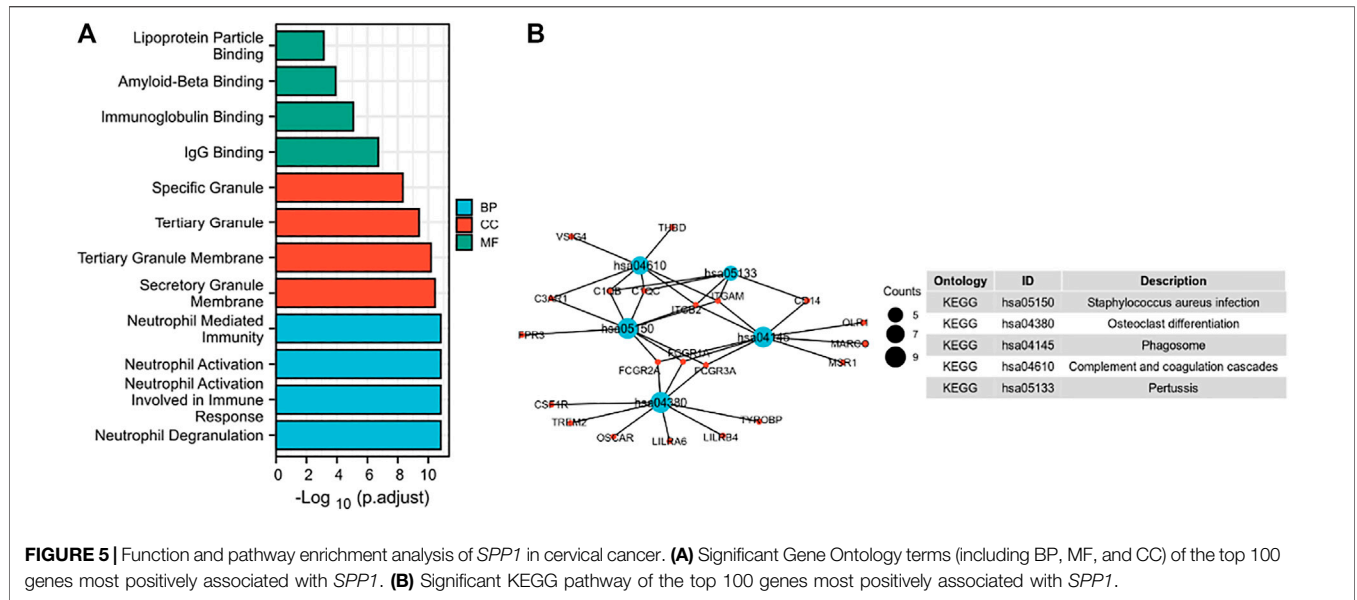 A
Lipoprotein Particle
Binding
Amyloid-Beta Binding
Immunoglobulin Binding
IgG Binding
Specific Granule
Tertiary Granule
Tertiary Granule Membrane
Secretory Granule
Membrane
Neutrophil Mediated
Immunity
Neutrophil Activation
Neutrophil Activation
Involved in Immune
Response
Neutrophil Degranulation
0 2 4 6 8 10
-Log 10 (p.adjust)
BP
CC
MF
B
VSIG4
THBD
hsa04610
hsa05133
C3AR1
C1QB
C1QC
ITGAM
ITGB2
CD14
FPR3
hsa05150
hsa04145
OLR1
MARCO
MSR1
FCGR1A
FCGR2A
FCGR3A
CSF1R
hsa04380
TREM2
TYROBP
OSCAR
LILRA6
LILRB4
Counts
5
7
9
Ontology ID Description
KEGG hsa05150 Staphylococcus aureus infection
KEGG hsa04380 Osteoclast differentiation
KEGG hsa04145 Phagosome
KEGG hsa04610 Complement and coagulation cascades
KEGG hsa05133 Pertussis
FIGURE 5 | Function and pathway enrichment analysis of SPP1 in cervical cancer. (A) Significant Gene Ontology terms (including BP, MF, and CC) of the top 100
genes most positively associated with SPP1. (B) Significant KEGG pathway of the top 100 genes most positively associated with SPP1.